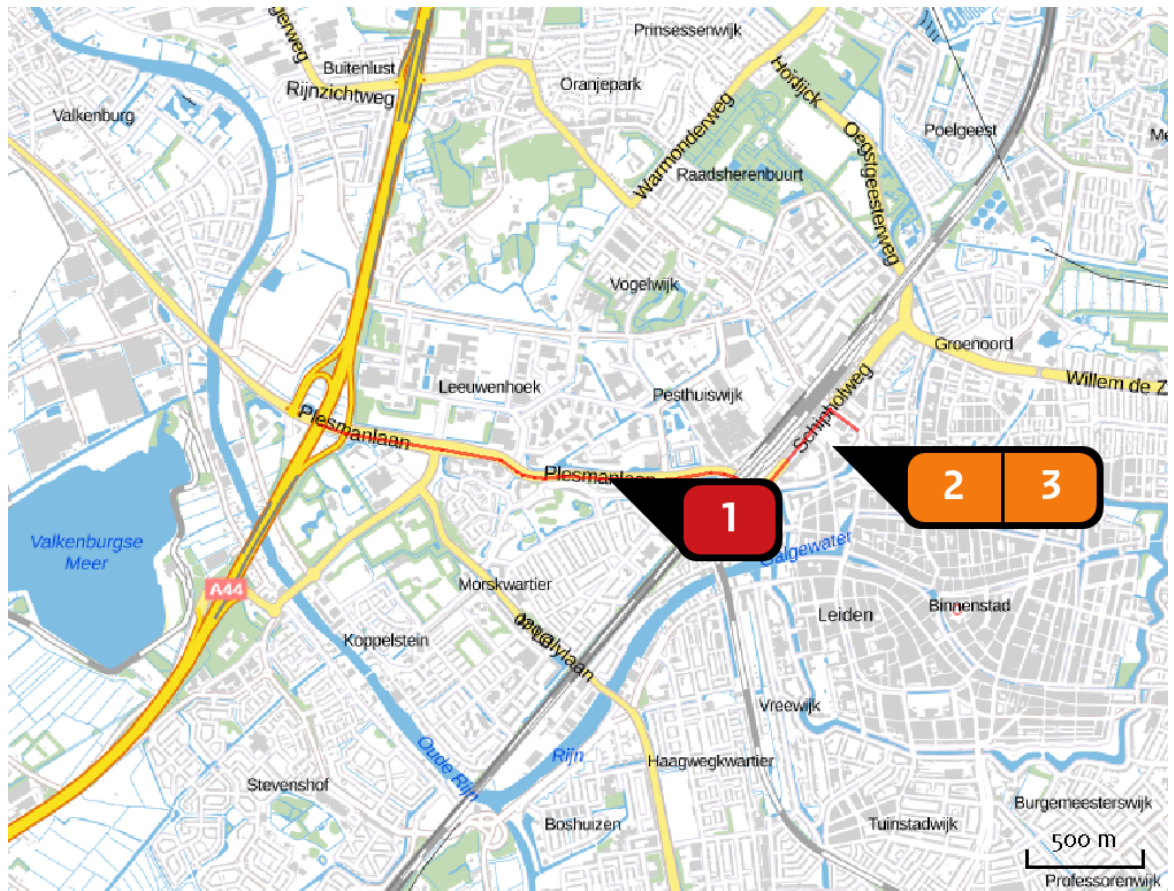 Prinsessenwijk
Buitenlust
Oranjepark
Rijnzichtweg
Horlijck
Valkenburg
Warmonderweg
Oegstgeesterweg
Poelgeest
Raadsherenbuurt
Vogelwijk
Groenoord
Willem de Z
Leeuwenhoek
Pesthuiswijk
Schipholweg
Plesmanlaan
Plesmanlaan
1
2
3
Valkenburgse
Meer
Galgewater
A44
Morskwartier
Leiden
Binnenstad
Koppelstein
Vreewijk
Oude Rijn
Rijn
Haagwegkwartier
Stevenshof
Boshuizen
Tuinstadwijk
Burgemeesterswijk
500 m
Professorenwijk